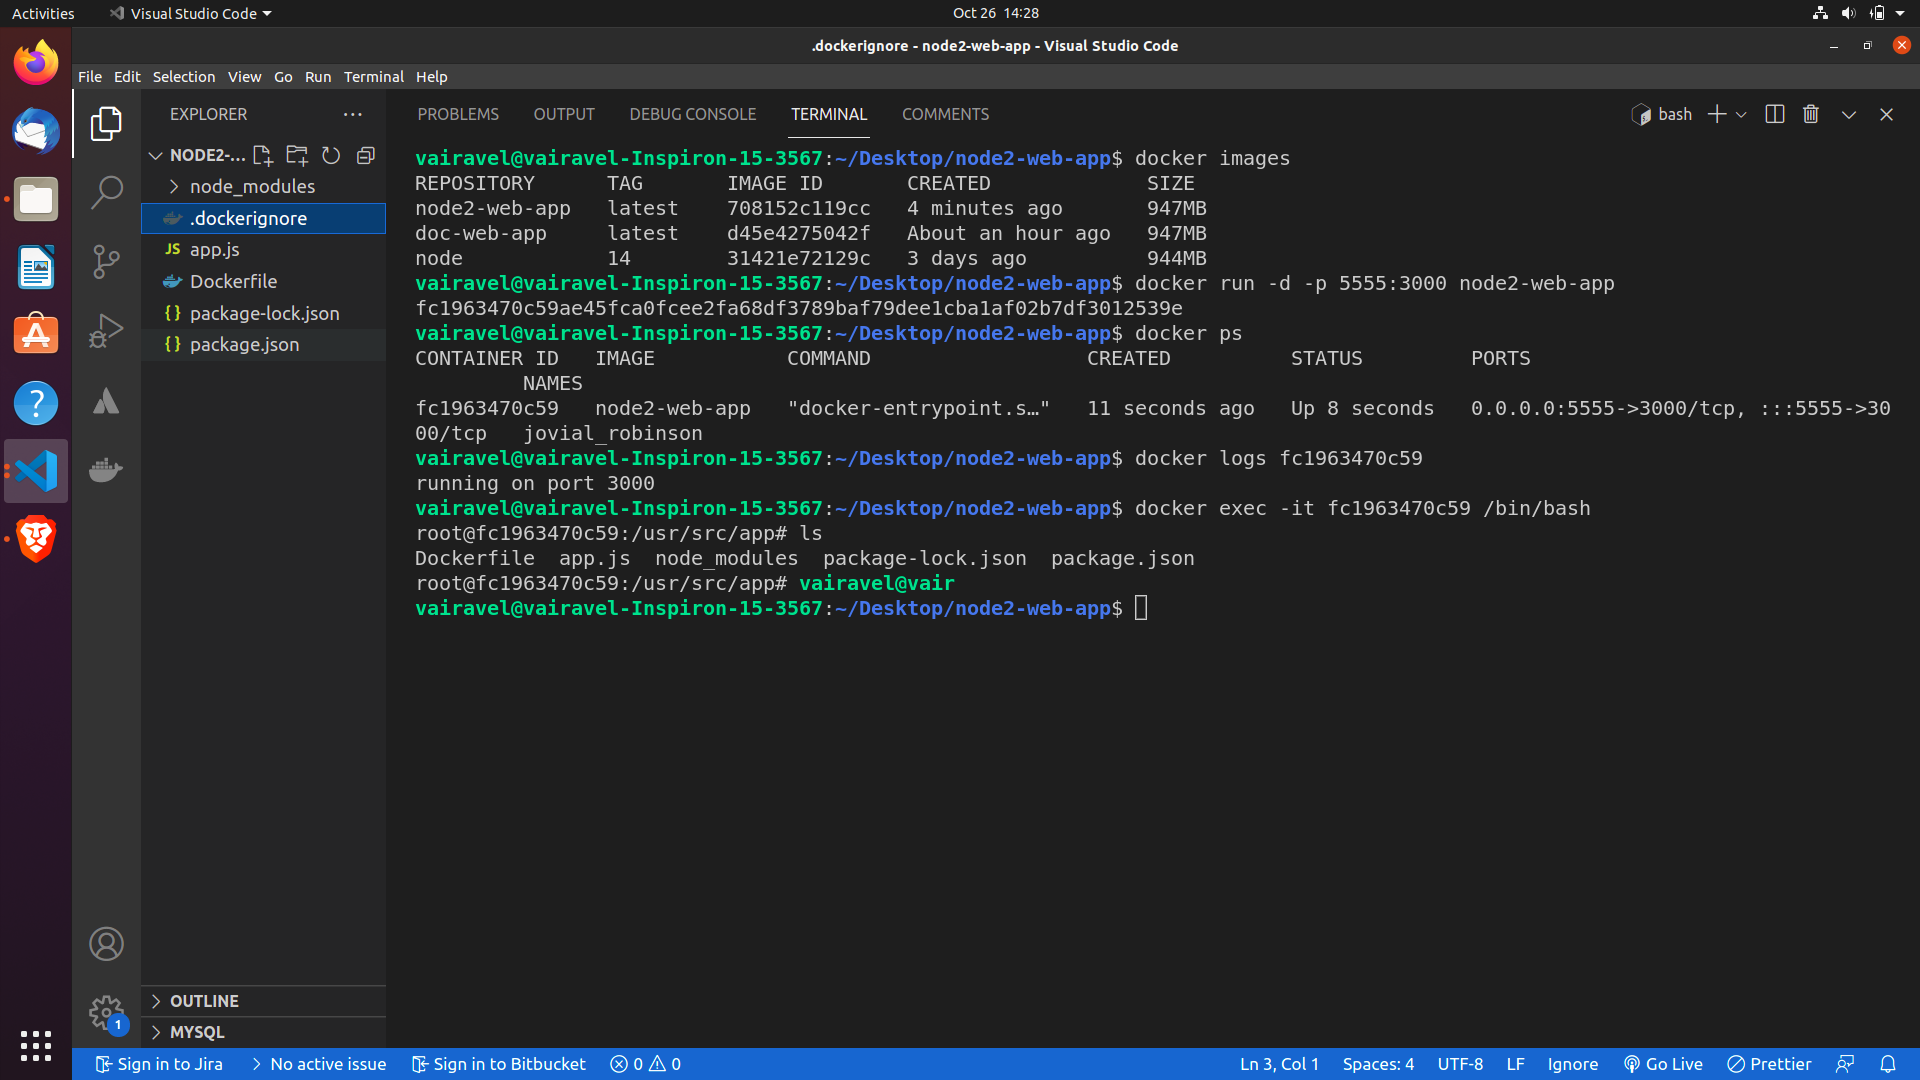 Activities
Visual Studio Code
Oct 26 14:28
.dockerignore - node2-web-app - Visual Studio Code
File Edit Selection View Go Run Terminal Help
EXPLORER
NODE2-...
node_modules
.dockerignore
JS app.js
Dockerfile
{} package-lock.json
{} package.json
OUTLINE
MYSQL
1
PROBLEMS OUTPUT DEBUG CONSOLE TERMINAL COMMENTS
bash
vairavel@vairavel-Inspiron-15-3567:~/Desktop/node2-web-app$ docker images
REPOSITORY TAG IMAGE ID CREATED SIZE
node2-web-app latest 708152c119cc 4 minutes ago 947MB
doc-web-app latest d45e4275042f About an hour ago 947MB
node 14 31421e72129c 3 days ago 944MB
vairavel@vairavel-Inspiron-15-3567:~/Desktop/node2-web-app$ docker run -d -p 5555:3000 node2-web-app
fc1963470c59ae45fca0fcee2fa68df3789baf79dee1cba1af02b7df3012539e
vairavel@vairavel-Inspiron-15-3567:~/Desktop/node2-web-app$ docker ps
CONTAINER ID IMAGE COMMAND CREATED STATUS PORTS
NAMES
fc1963470c59 node2-web-app "docker-entrypoint.s…" 11 seconds ago Up 8 seconds 0.0.0.0:5555->3000/tcp, :::5555->30
00/tcp jovial_robinson
vairavel@vairavel-Inspiron-15-3567:~/Desktop/node2-web-app$ docker logs fc1963470c59
running on port 3000
vairavel@vairavel-Inspiron-15-3567:~/Desktop/node2-web-app$ docker exec -it fc1963470c59 /bin/bash
root@fc1963470c59:/usr/src/app# ls
Dockerfile app.js node_modules package-lock.json package.json
root@fc1963470c59:/usr/src/app# vairavel@vair
vairavel@vairavel-Inspiron-15-3567:~/Desktop/node2-web-app$
Sign in to Jira No active issue Sign in to Bitbucket 0 0
Ln 3, Col 1 Spaces: 4 UTF-8 LF Ignore Go Live Prettier